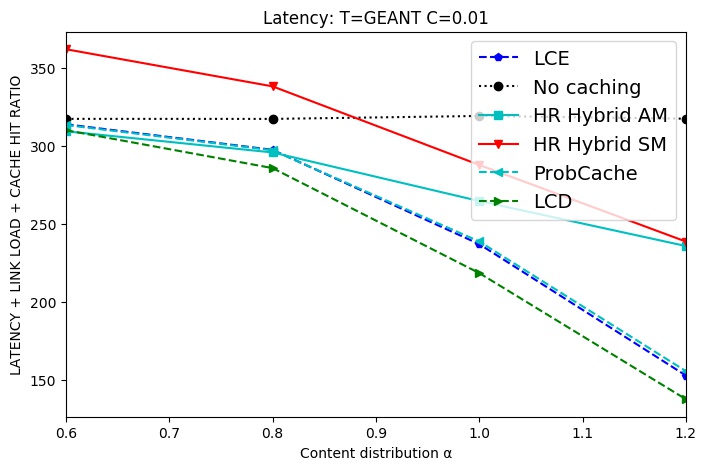 Latency: T=GEANT C=0.01
LATENCY + LINK LOAD + CACHE HIT RATIO
350
300
250
200
150
LCE
No caching
HR Hybrid AM
HR Hybrid SM
ProbCache
LCD
0.6 0.7 0.8 0.9 1.0 1.1 1.2
Content distribution α